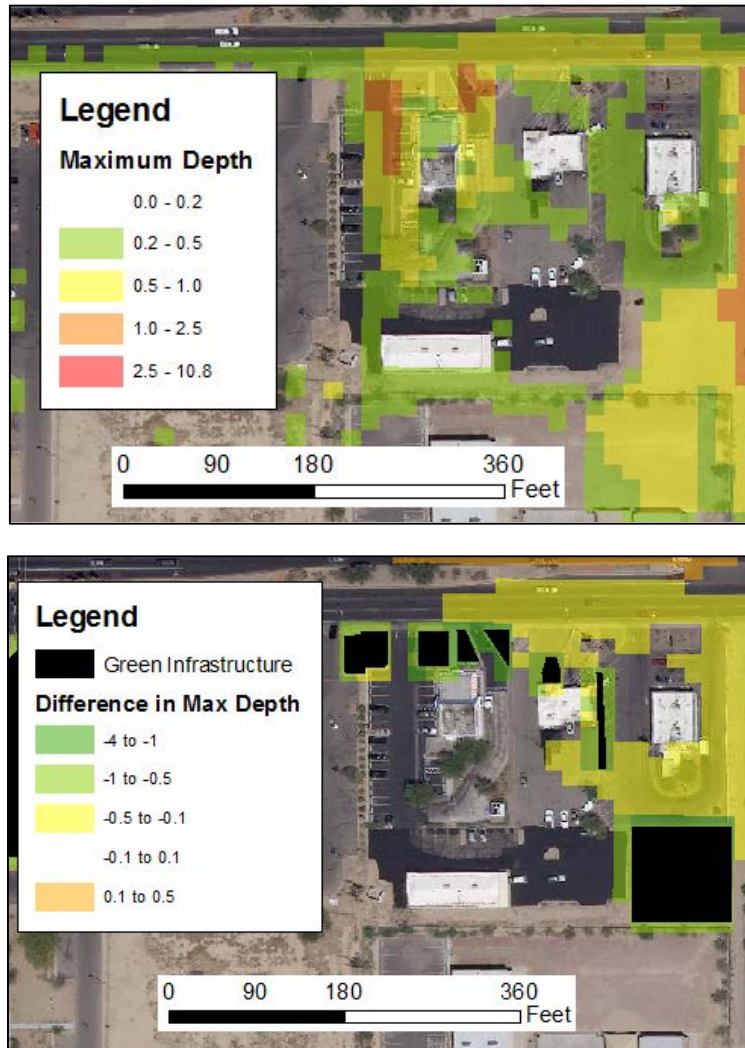 Legend
Maximum Depth
0.0 - 0.2
0.2 - 0.5
0.5 - 1.0
1.0 - 2.5
2.5 - 10.8
0 90 180 360
Feet
Legend
Green Infrastructure
Difference in Max Depth
-4 to -1
-1 to -0.5
-0.5 to -0.1
-0.1 to 0.1
0.1 to 0.5
0 90 180 360
Feet